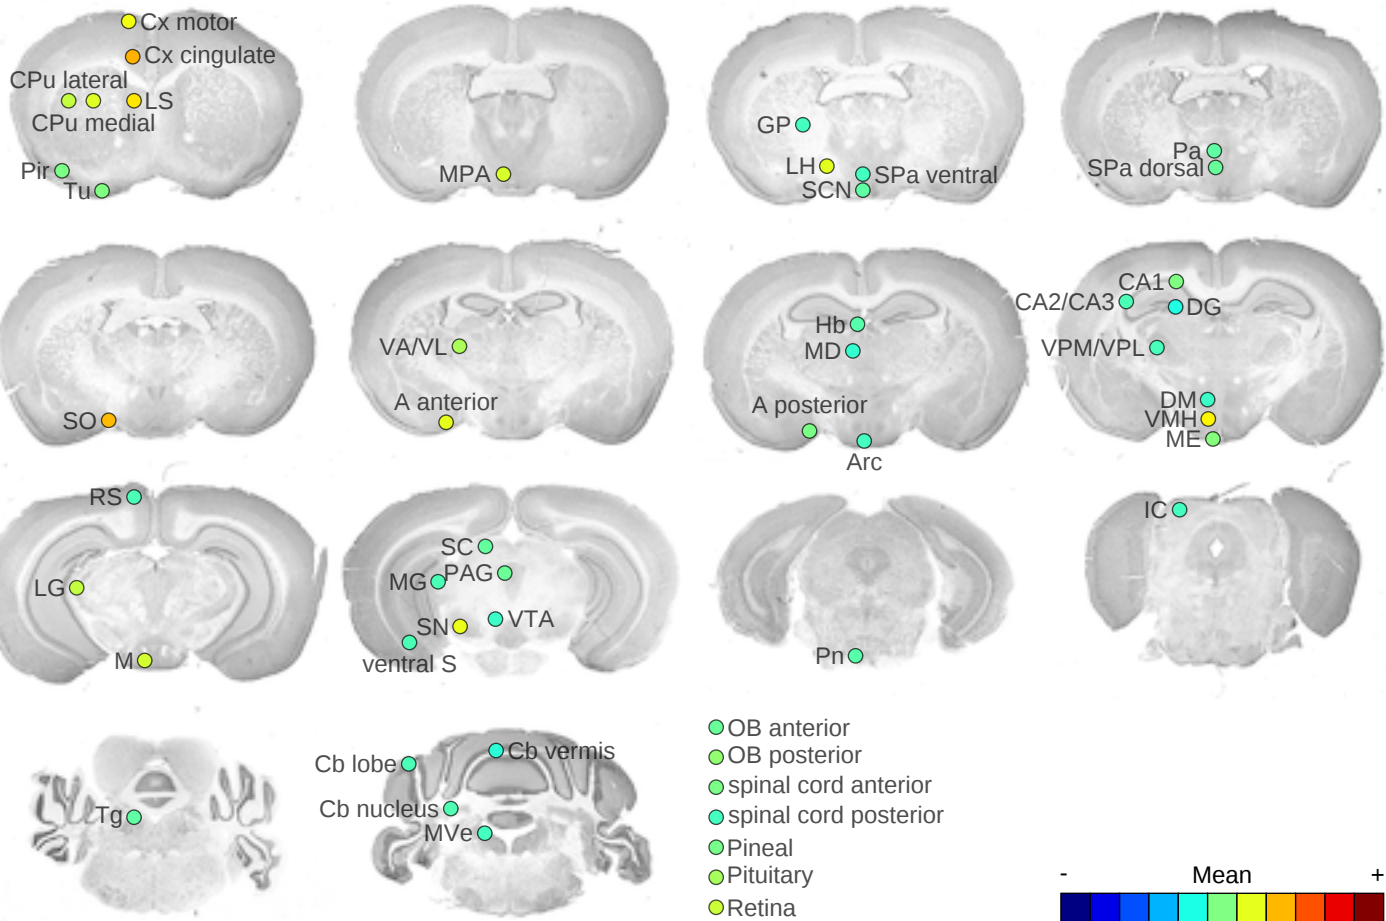 Cx motor
Cx cingulate
CPu lateral
LS
CPu medial
Pir
Tu
MPA
GP
LH
SPa ventral
SCN
Pa
SPa dorsal
SO
VA/VL
A anterior
Hb
MD
A posterior
Arc
CA1
CA2/CA3
DG
VPM/VPL
DM
VMH
ME
RS
LG
M
SC
MG
PAG
SN
VTA
ventral S
Pn
IC
Tg
Cb lobe
Cb vermis
Cb nucleus
MVe
OB anterior
OB posterior
spinal cord anterior
spinal cord posterior
Pineal
Pituitary
Retina
- Mean +